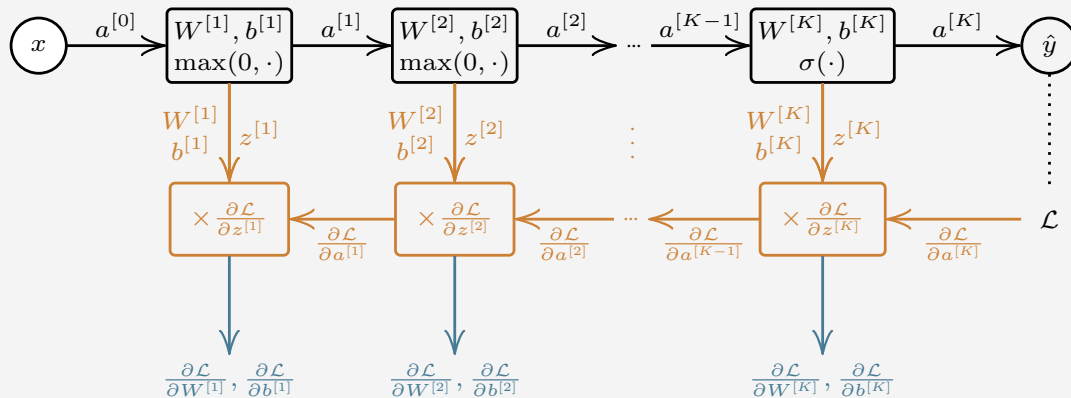 x a^{[0]} W^{[1]}, b^{[1]} a^{[1]} W^{[2]}, b^{[2]} a^{[2]} ... a^{[K-1]} W^{[K]}, b^{[K]} a^{[K]} ŷ
max(0, ·) max(0, ·) σ(·)
W^{[1]} z^{[1]} W^{[2]} z^{[2]} ⋮ W^{[K]} z^{[K]}
b^{[1]} b^{[2]} b^{[K]}
× ∂ℒ/∂z^{[1]} × ∂ℒ/∂z^{[2]} ... × ∂ℒ/∂z^{[K]} ℒ
∂ℒ/∂a^{[1]} ∂ℒ/∂a^{[2]} ∂ℒ/∂a^{[K-1]} ∂ℒ/∂a^{[K]}
∂ℒ/∂W^{[1]}, ∂ℒ/∂b^{[1]} ∂ℒ/∂W^{[2]}, ∂ℒ/∂b^{[2]} ∂ℒ/∂W^{[K]}, ∂ℒ/∂b^{[K]}